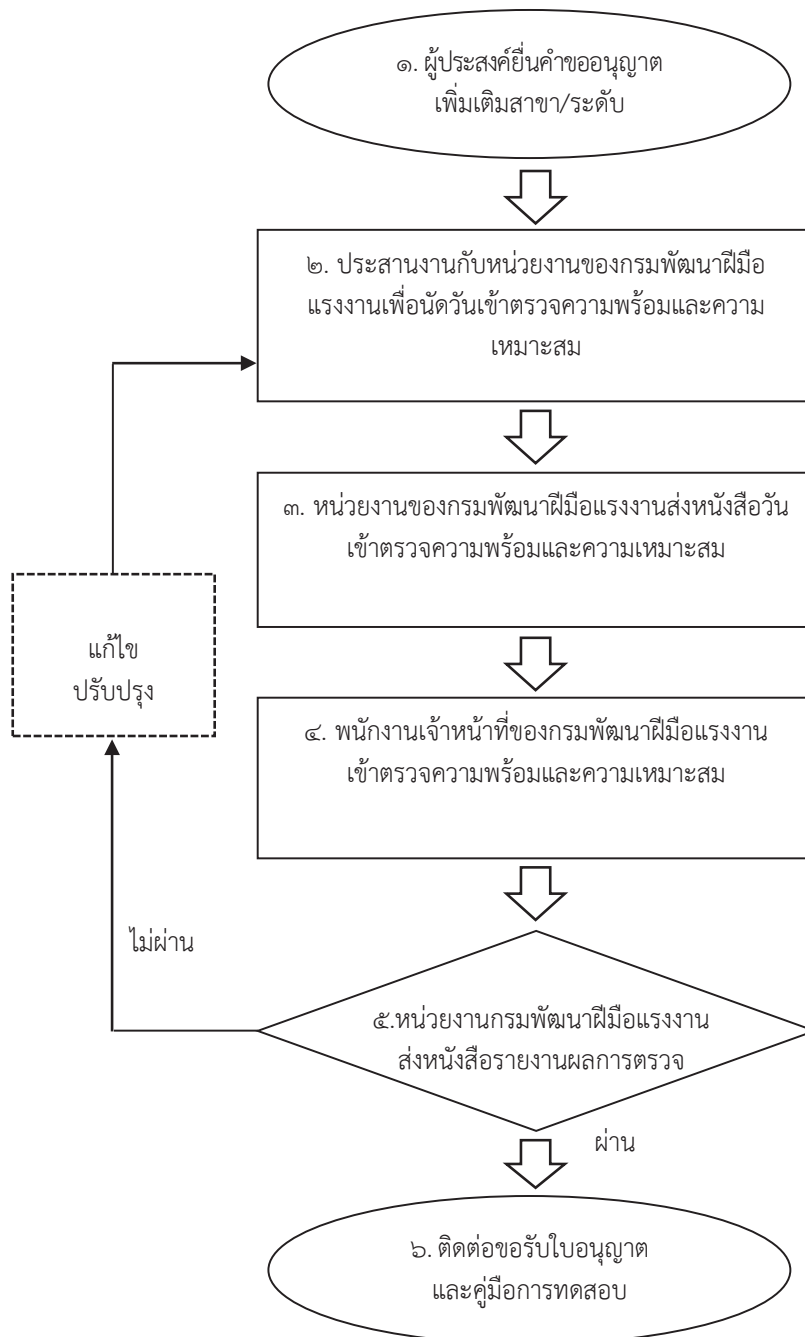 ๑. ผู้ประสงค์ยื่นคำขออนุญาต
เพิ่มเติมสาขา/ระดับ
๒. ประสานงานกับหน่วยงานของกรมพัฒนาฝีมือ
แรงงานเพื่อนัดวันเข้าตรวจความพร้อมและความ
เหมาะสม
๓. หน่วยงานของกรมพัฒนาฝีมือแรงงานส่งหนังสือวัน
เข้าตรวจความพร้อมและความเหมาะสม
แก้ไข
ปรับปรุง
๔. พนักงานเจ้าหน้าที่ของกรมพัฒนาฝีมือแรงงาน
เข้าตรวจความพร้อมและความเหมาะสม
ไม่ผ่าน
๕.หน่วยงานกรมพัฒนาฝีมือแรงงาน
ส่งหนังสือรายงานผลการตรวจ
ผ่าน
๖. ติดต่อขอรับใบอนุญาต
และคู่มือการทดสอบ